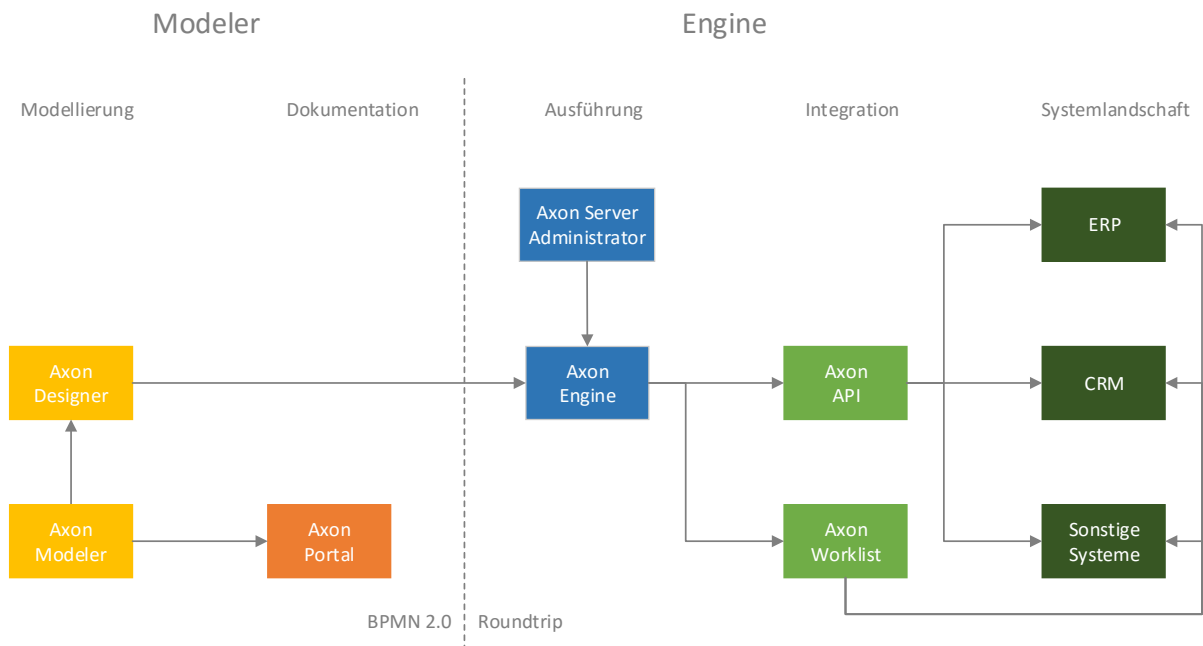 Modeler
Engine
Modellierung
Dokumentation
Ausführung
Integration
Systemlandschaft
Axon Server
Administrator
ERP
Axon
Designer
Axon
Engine
Axon
API
CRM
Axon
Modeler
Axon
Portal
Axon
Worklist
Sonstige
Systeme
BPMN 2.0
Roundtrip